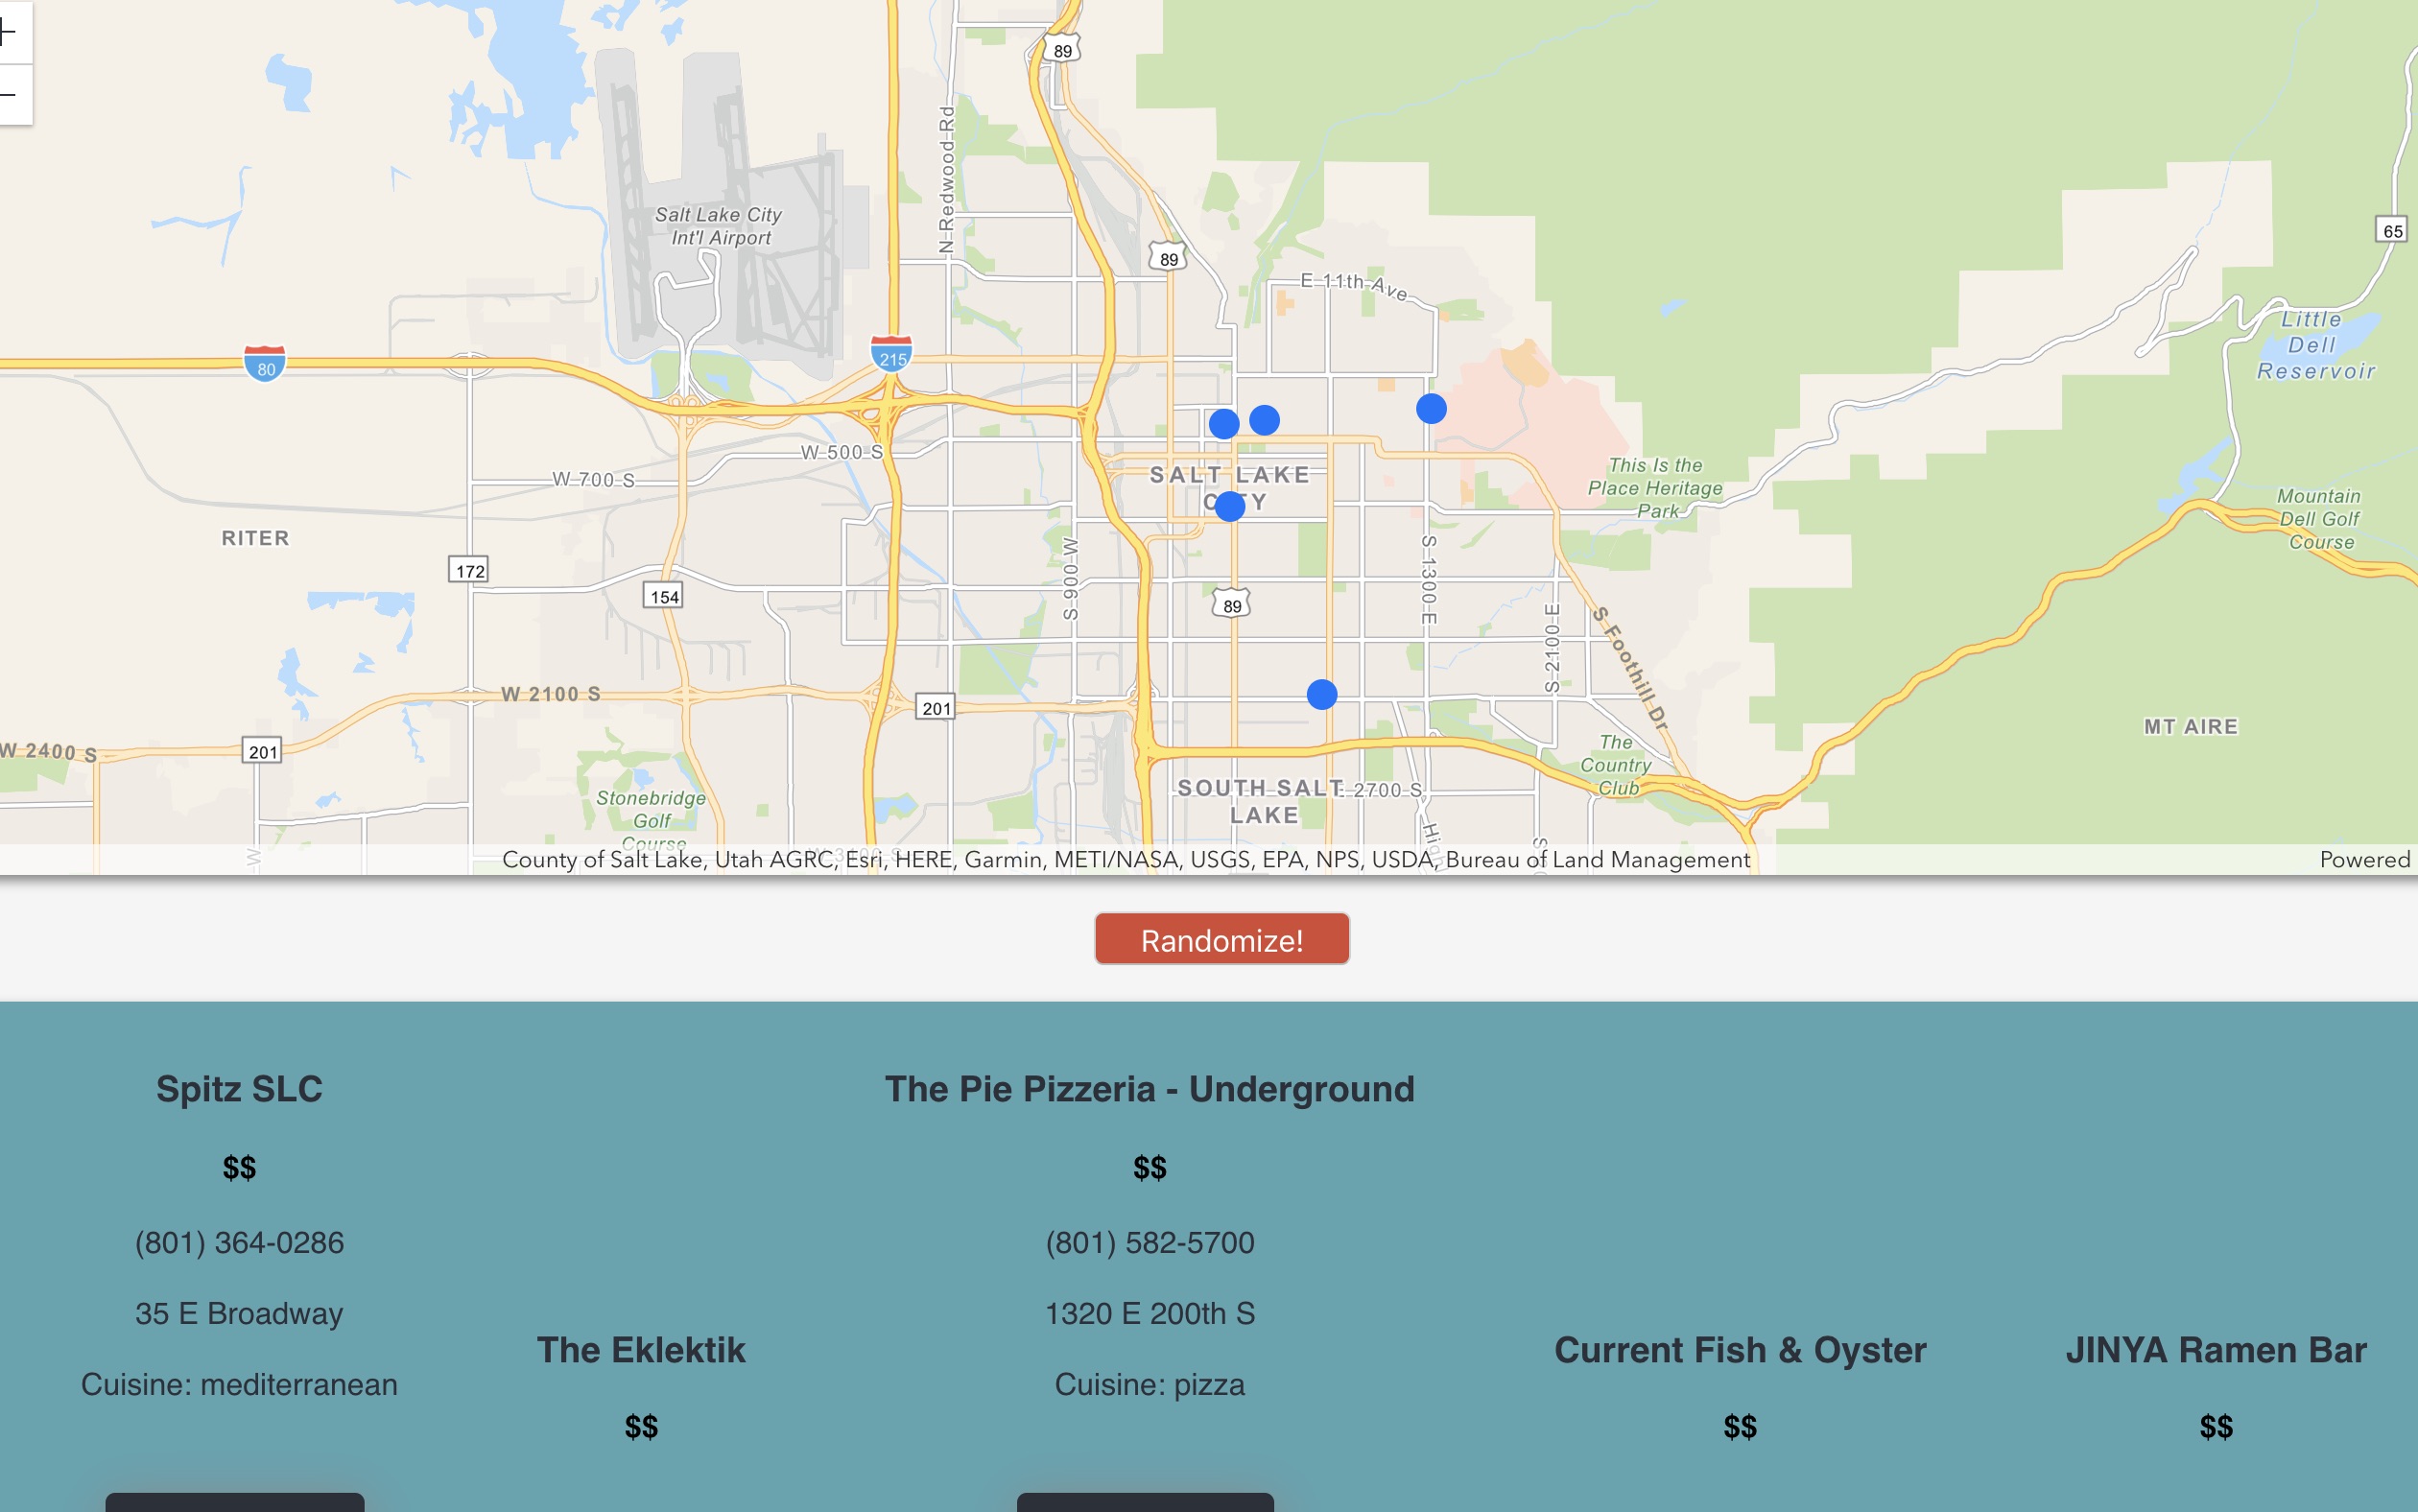 +
89
−
N Redwood Rd
Salt Lake City
Int'l Airport
65
89
E 11th Ave
Little
Dell
Reservoir
80
215
W 500 S
W 700 S
SALT LAKE
CITY
This Is the
Place Heritage
Park
Mountain
Dell Golf
Course
RITER
172
154
S 900 W
89
S 1300 E
S 2100 E
S Foothill Dr
W 2100 S
201
MT AIRE
W 2400 S
201
The
Country
Club
SOUTH SALT
LAKE
E 2700 S
Stonebridge
Golf
Course
W
High
County of Salt Lake, Utah AGRC, Esri, HERE, Garmin, METI/NASA, USGS, EPA, NPS, USDA, Bureau of Land Management
Powered
Randomize!
Spitz SLC
$$
(801) 364-0286
35 E Broadway
Cuisine: mediterranean
The Eklektik
$$
The Pie Pizzeria - Underground
$$
(801) 582-5700
1320 E 200th S
Cuisine: pizza
Current Fish & Oyster
$$
JINYA Ramen Bar
$$